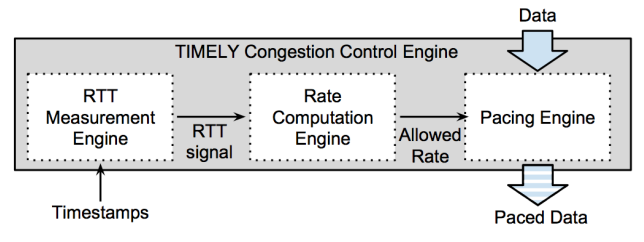 Data
TIMELY Congestion Control Engine
RTT
Measurement
Engine
RTT
signal
Rate
Computation
Engine
Allowed
Rate
Pacing Engine
Timestamps
Paced Data